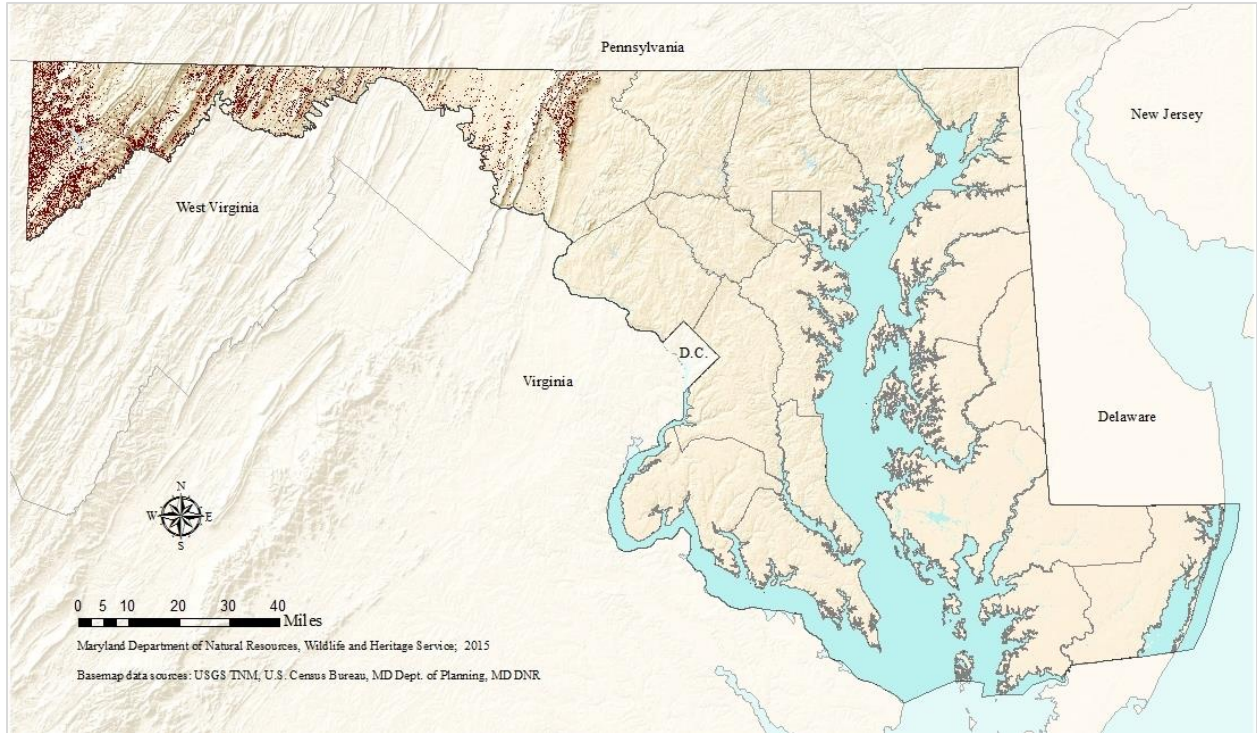 Pennsylvania
New Jersey
West Virginia
D.C.
Virginia
Delaware
N
W E
S
0 5 10 20 30 40
Miles
Maryland Department of Natural Resources, Wildlife and Heritage Service; 2015
Basemap data sources: USGS TNM, U.S. Census Bureau, MD Dept. of Planning, MD DNR